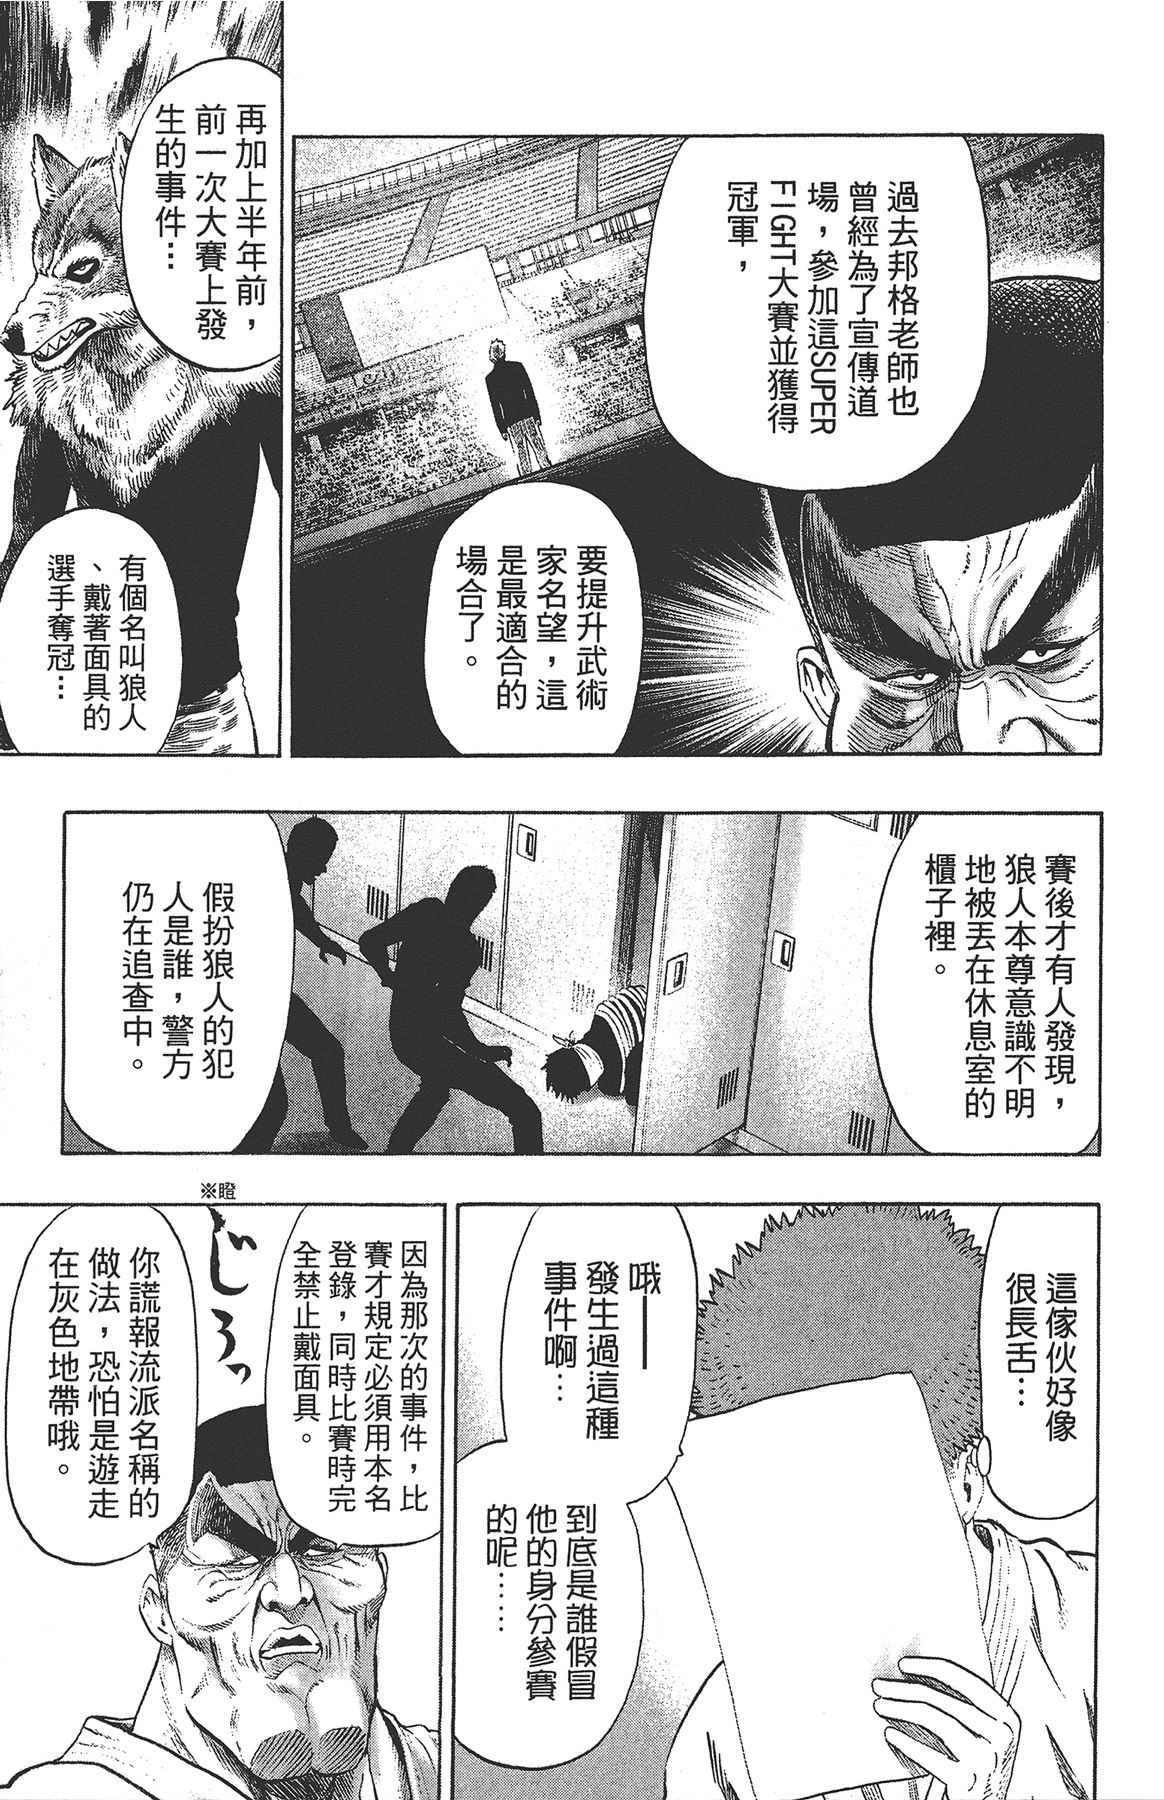 過去邦格老師也
曾經為了宣傳道
場，參加這SUPER
FIGHT大賽並獲得
冠軍，
要提升武術
家名望，這
是最適合的
場合了。
再加上半年前，
前一次大賽上發
生的事件…
有個名叫狼人
、戴著面具的
選手奪冠…
賽後才有人發現，
狼人本尊意識不明
地被丟在休息室的
櫃子裡。
假扮狼人的犯
人是誰，警方
仍在追查中。
這傢伙好像
很長舌…
哦——
發生過這種
事件啊…
到底是誰假冒
他的身分參賽
的呢……
因為那次的事件，比
賽才規定必須用本名
登錄，同時比賽時完
全禁止戴面具。
※瞪
じろっ
你謊報流派名稱的
做法，恐怕是遊走
在灰色地帶哦。